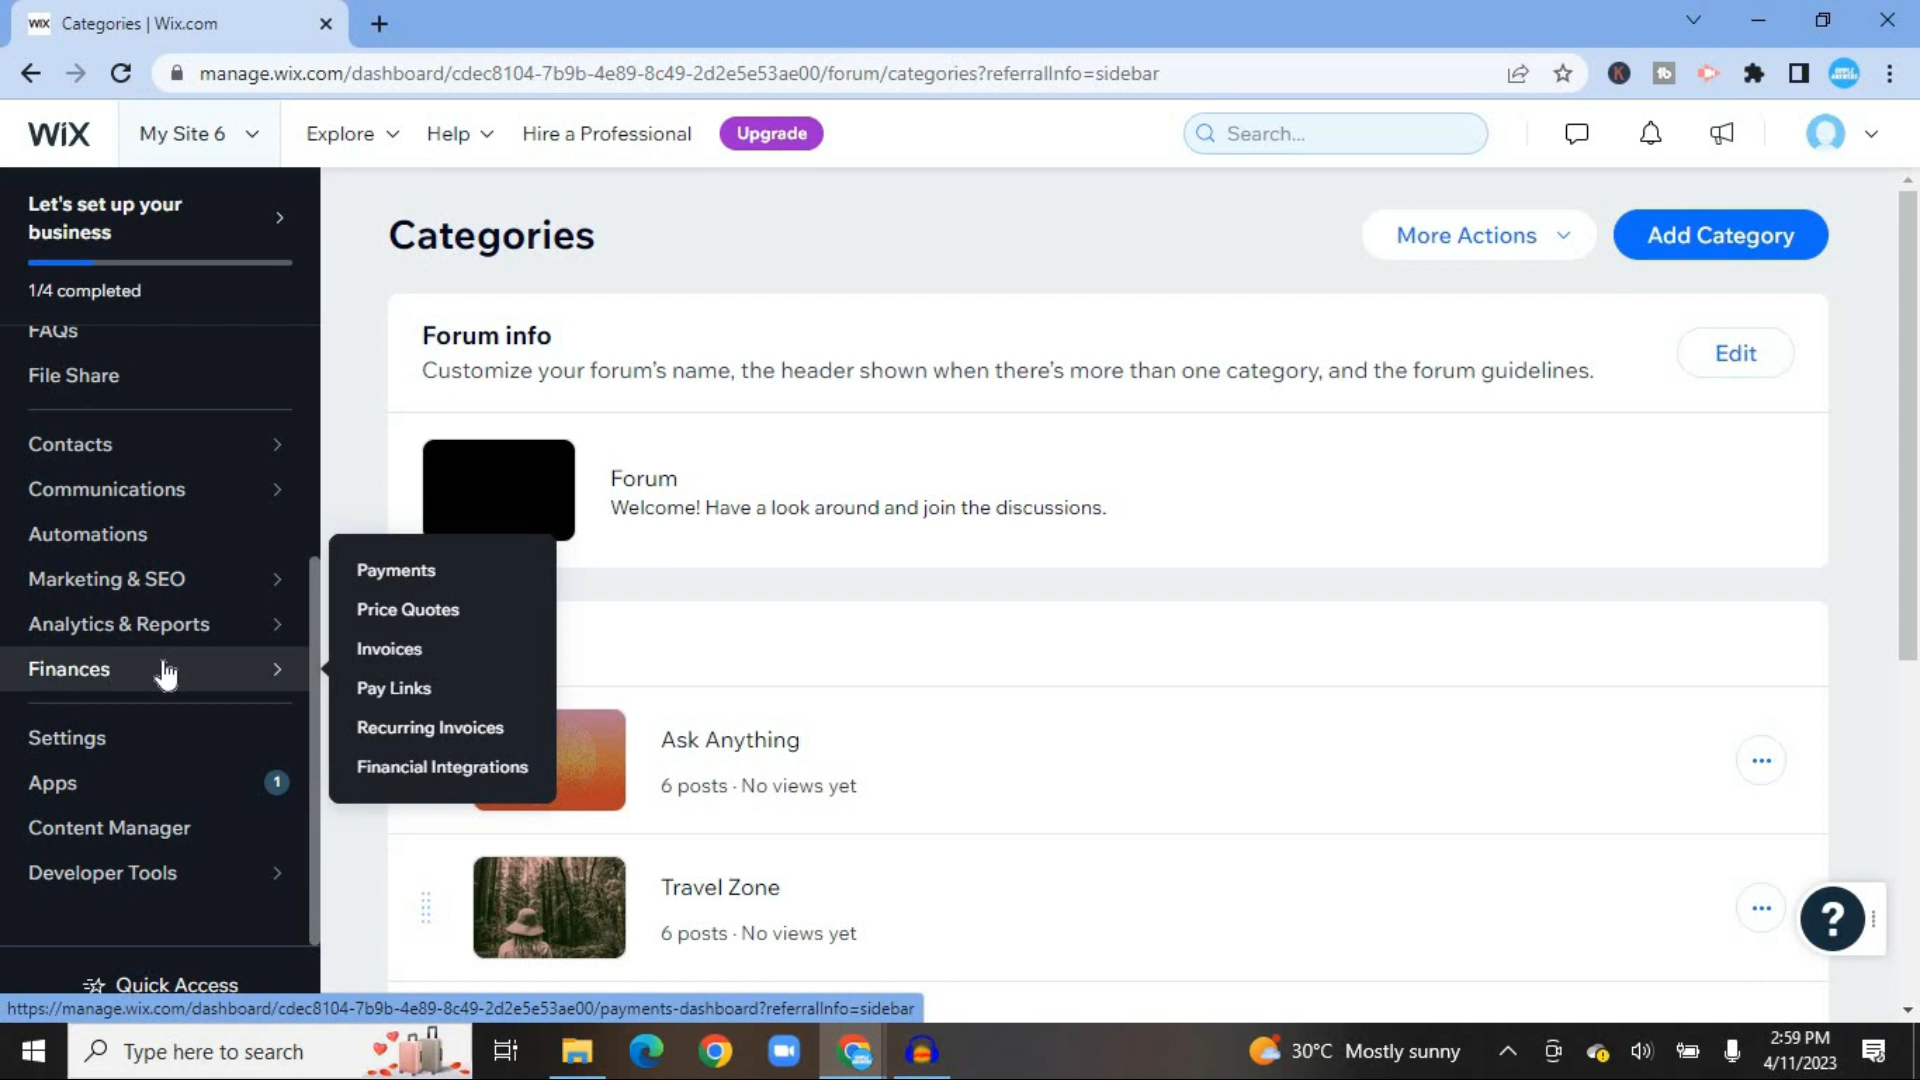 WIX Categories | Wix.com
manage.wix.com/dashboard/cdec8104-7b9b-4e89-8c49-2d2e5e53ae00/forum/categories?referralInfo=sidebar
K
tb
WiX
My Site 6
Explore
Help
Hire a Professional
Upgrade
Search...
Let's set up your
business
1/4 completed
FAQs
File Share
Contacts
Communications
Automations
Marketing & SEO
Analytics & Reports
Finances
Settings
Apps 1
Content Manager
Developer Tools
Quick Access
Payments
Price Quotes
Invoices
Pay Links
Recurring Invoices
Financial Integrations
Categories
More Actions
Add Category
Forum info
Customize your forum's name, the header shown when there's more than one category, and the forum guidelines.
Edit
Forum
Welcome! Have a look around and join the discussions.
Ask Anything
6 posts · No views yet
Travel Zone
6 posts · No views yet
?
https://manage.wix.com/dashboard/cdec8104-7b9b-4e89-8c49-2d2e5e53ae00/payments-dashboard?referralInfo=sidebar
Type here to search
30°C Mostly sunny
2:59 PM
4/11/2023